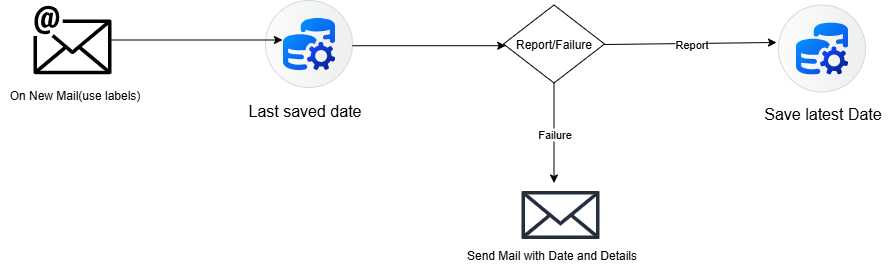 @
On New Mail(use labels)
Last saved date
Report/Failure
Report
Save latest Date
Failure
Send Mail with Date and Details